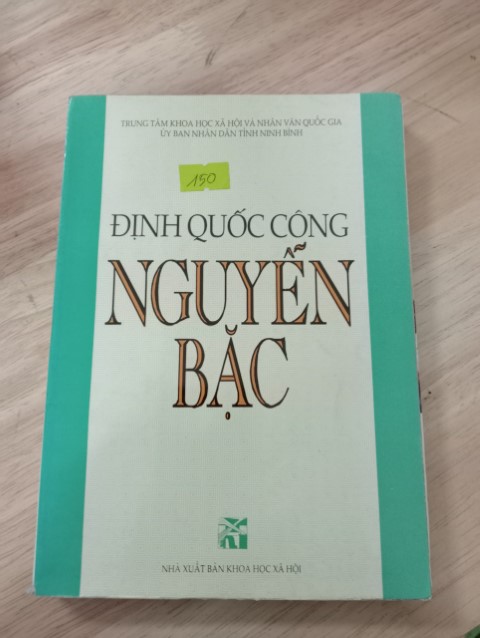 TRUNG TÂM KHOA HỌC XÃ HỘI VÀ NHÂN VĂN QUỐC GIA
ỦY BAN NHÂN DÂN TỈNH NINH BÌNH
150
ĐỊNH QUỐC CÔNG
NGUYỄN
BẶC
NHÀ XUẤT BẢN KHOA HỌC XÃ HỘI